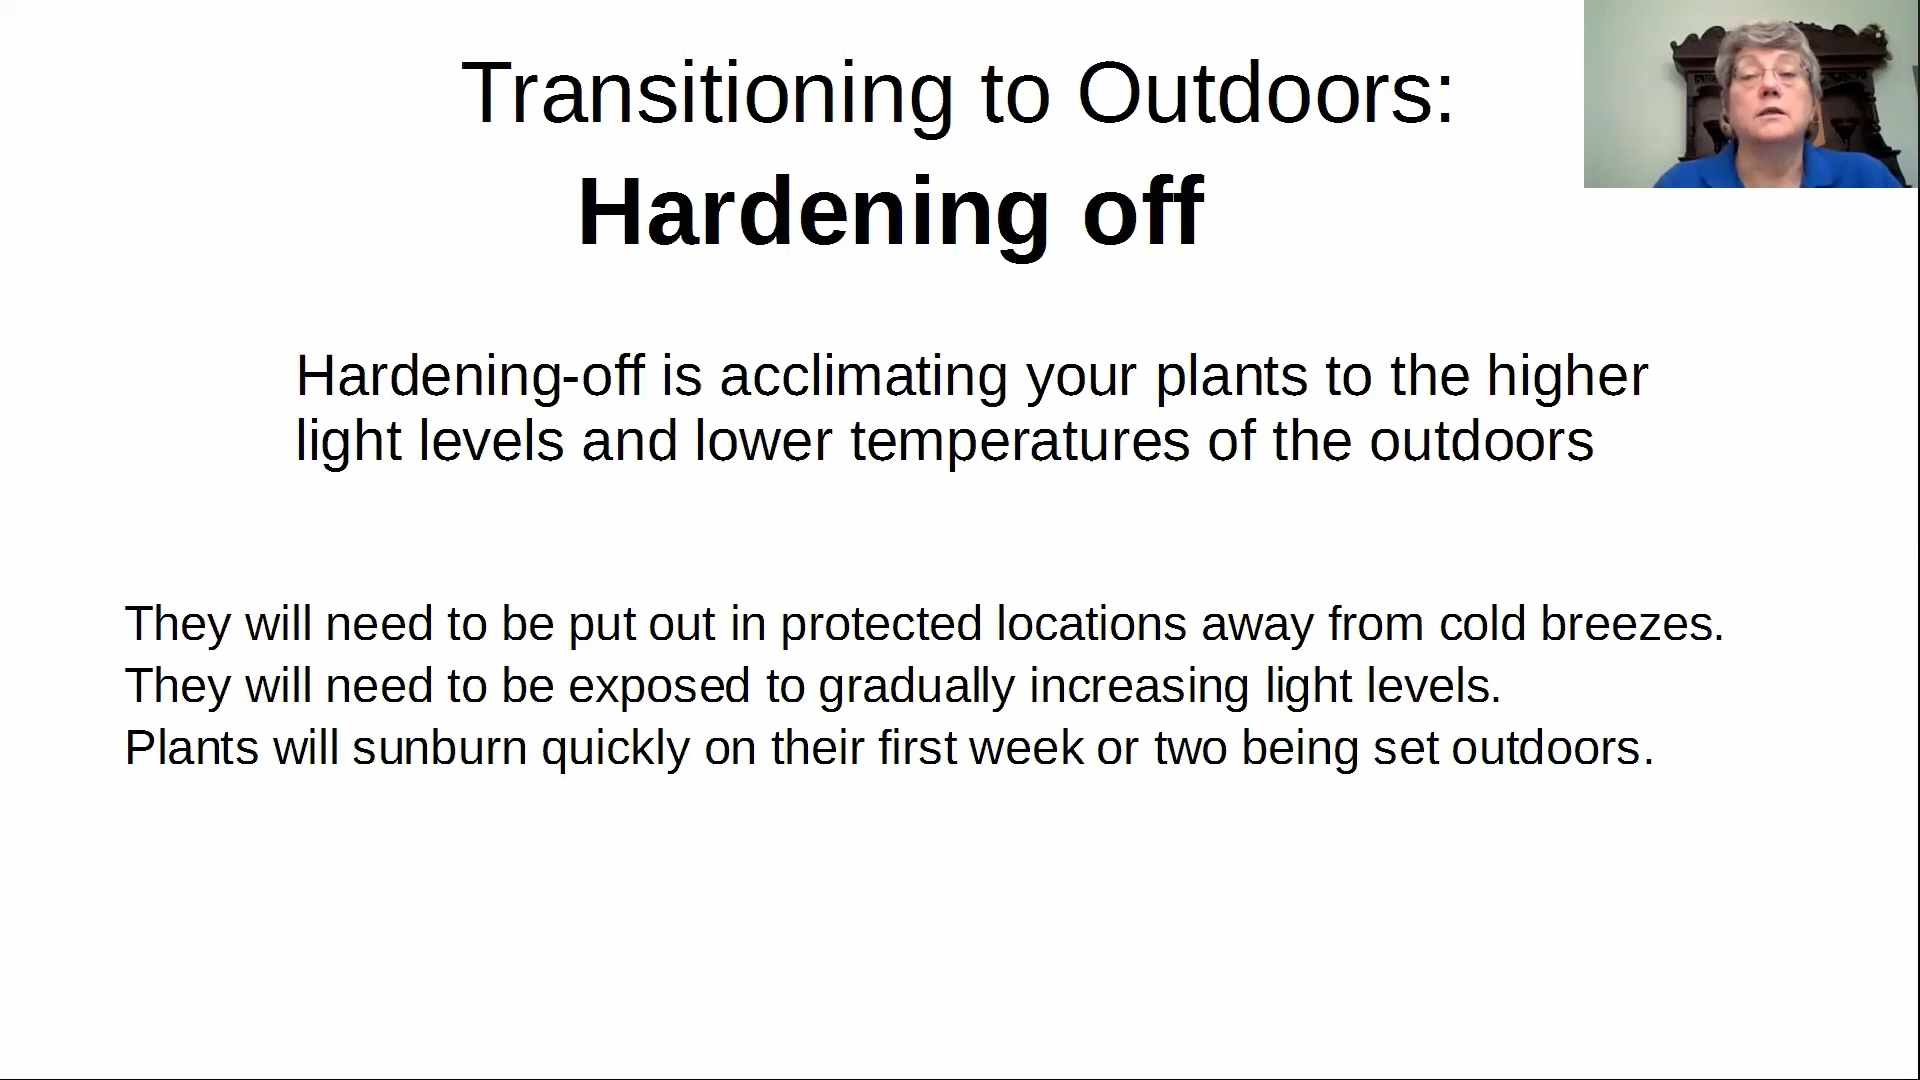 Transitioning to Outdoors:
Hardening off
Hardening-off is acclimating your plants to the higher
light levels and lower temperatures of the outdoors
They will need to be put out in protected locations away from cold breezes.
They will need to be exposed to gradually increasing light levels.
Plants will sunburn quickly on their first week or two being set outdoors.